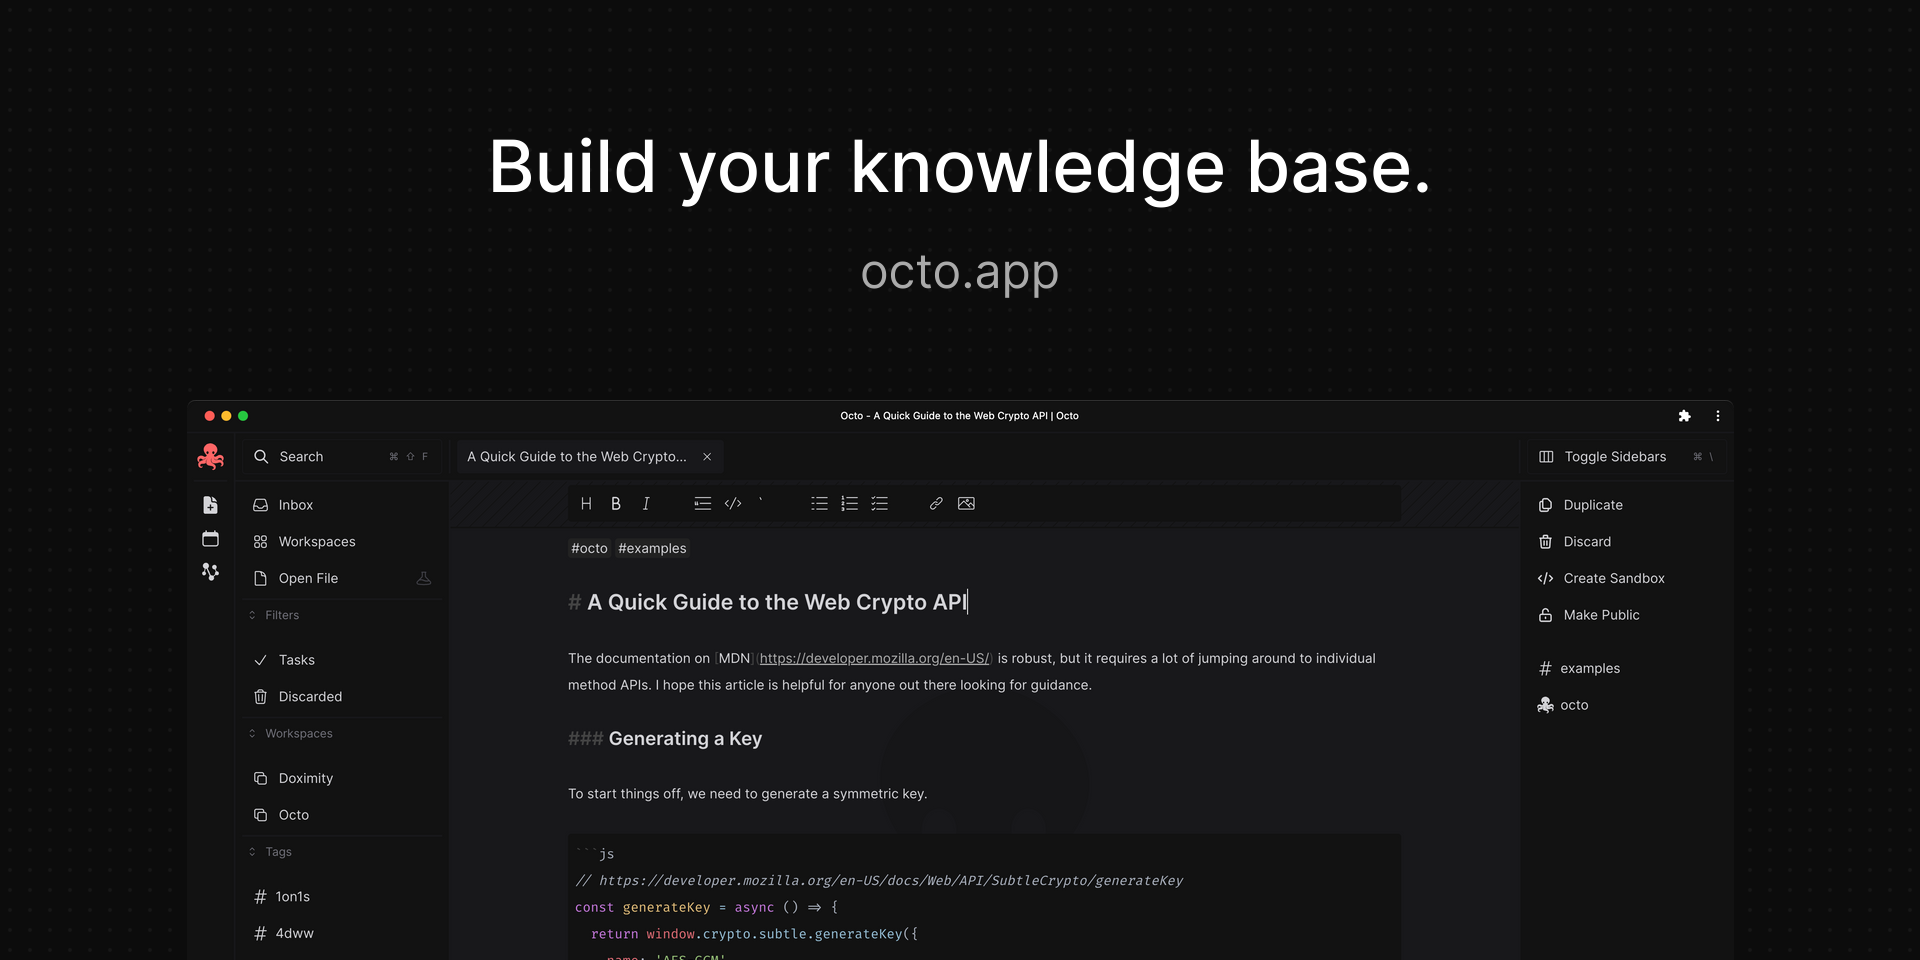 Build your knowledge base.
octo.app
Octo - A Quick Guide to the Web Crypto API | Octo
Search ⌘ ⇧ F
A Quick Guide to the Web Crypto...
Toggle Sidebars ⌘ \
Inbox
Workspaces
Open File
Filters
Tasks
Discarded
Workspaces
Doximity
Octo
Tags
# 1on1s
# 4dww
H B I
#octo #examples
# A Quick Guide to the Web Crypto API
The documentation on [MDN](https://developer.mozilla.org/en-US/) is robust, but it requires a lot of jumping around to individual
method APIs. I hope this article is helpful for anyone out there looking for guidance.
### Generating a Key
To start things off, we need to generate a symmetric key.
```js
// https://developer.mozilla.org/en-US/docs/Web/API/SubtleCrypto/generateKey
const generateKey = async () => {
return window.crypto.subtle.generateKey({
name: 'AES-GCM'
Duplicate
Discard
Create Sandbox
Make Public
# examples
octo